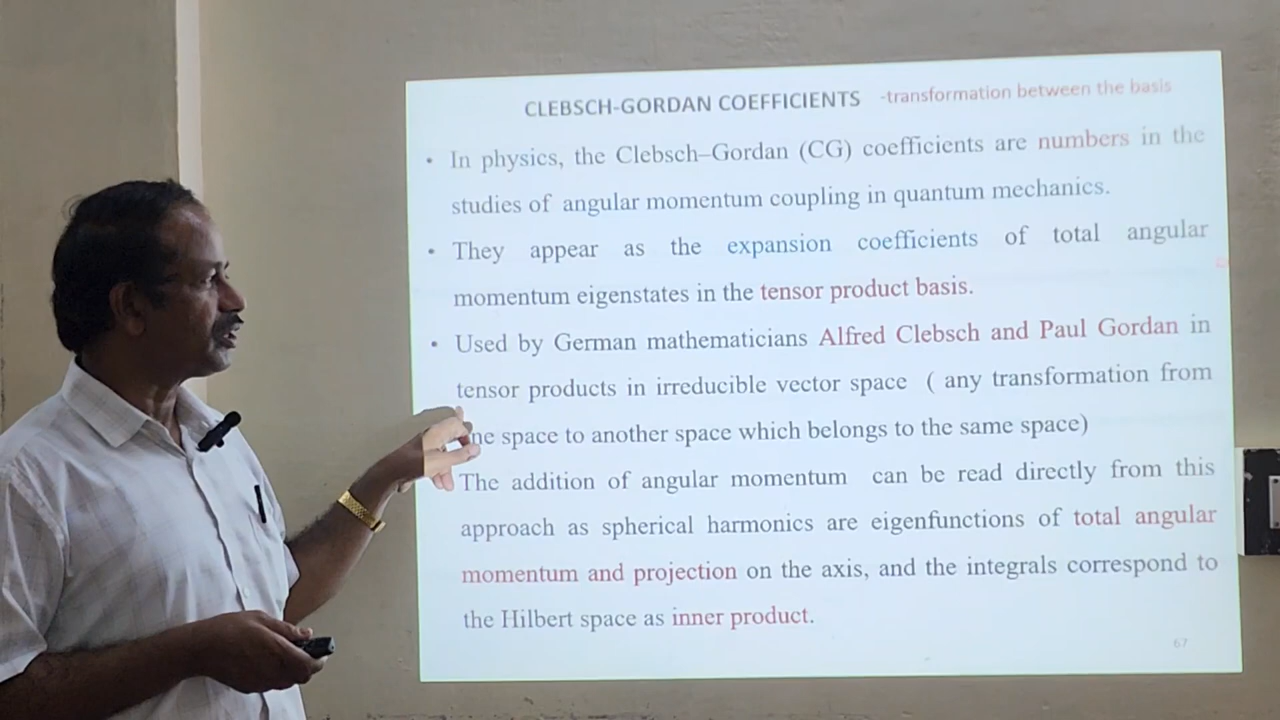 CLEBSCH-GORDAN COEFFICIENTS -transformation between the basis
• In physics, the Clebsch–Gordan (CG) coefficients are numbers in the
studies of angular momentum coupling in quantum mechanics.
• They appear as the expansion coefficients of total angular
momentum eigenstates in the tensor product basis.
• Used by German mathematicians Alfred Clebsch and Paul Gordan in
tensor products in irreducible vector space ( any transformation from
ne space to another space which belongs to the same space)
The addition of angular momentum can be read directly from this
approach as spherical harmonics are eigenfunctions of total angular
momentum and projection on the axis, and the integrals correspond to
the Hilbert space as inner product.
67